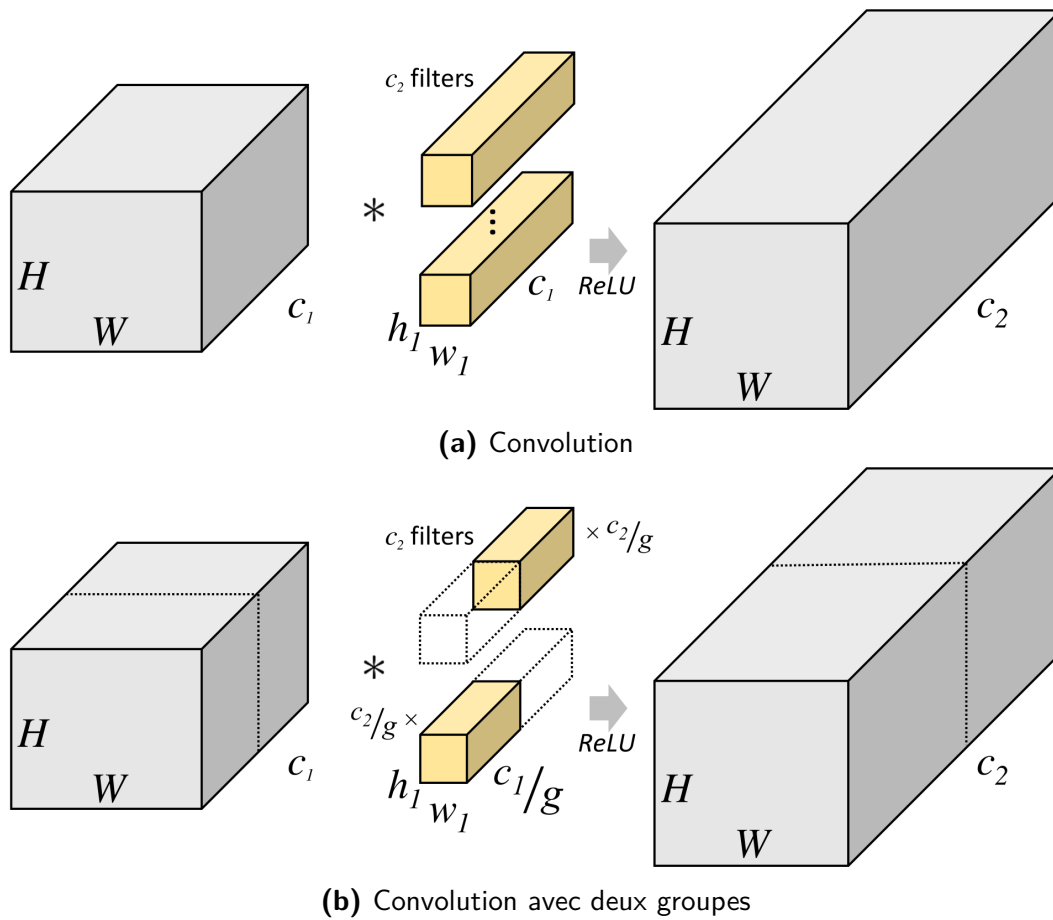 c₂ filters
*
⋮
H
W
c₁
h₁ w₁
c₁
ReLU
H
W
c₂
(a) Convolution
c₂ filters
× c₂/g
*
c₂/g ×
H
W
c₁
h₁ w₁
c₁/g
ReLU
H
W
c₂
(b) Convolution avec deux groupes